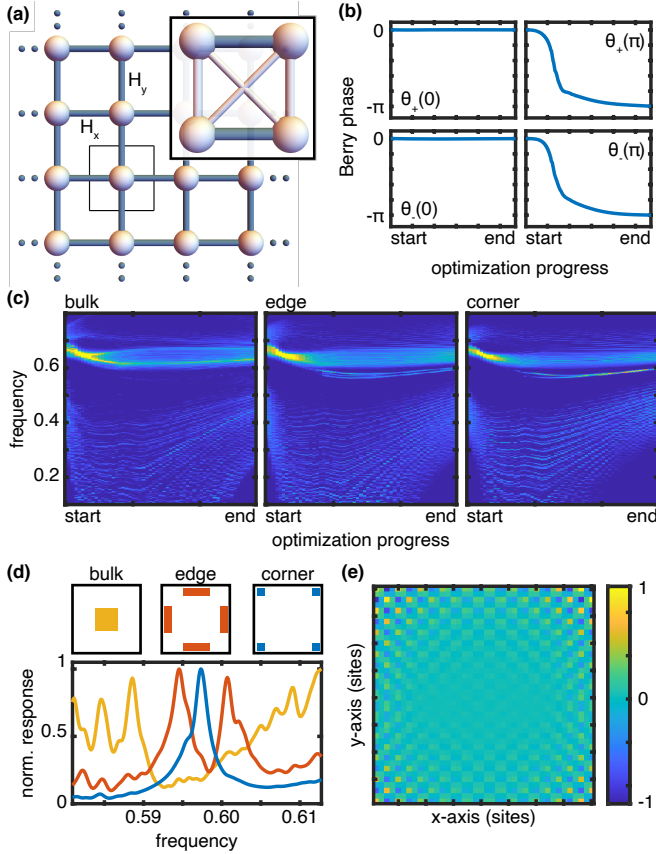 (a)
H_y
H_x
(b)
Berry phase
0
-π
θ_+(0)
θ_+(π)
0
-π
θ_-(0)
θ_-(π)
start
end
start
end
optimization progress
(c)
bulk
edge
corner
frequency
0.6
0.4
0.2
start
end
start
end
start
end
optimization progress
(d)
bulk
edge
corner
norm. response
1
0.5
0
0.59
0.60
0.61
frequency
(e)
y-axis (sites)
x-axis (sites)
1
0
-1